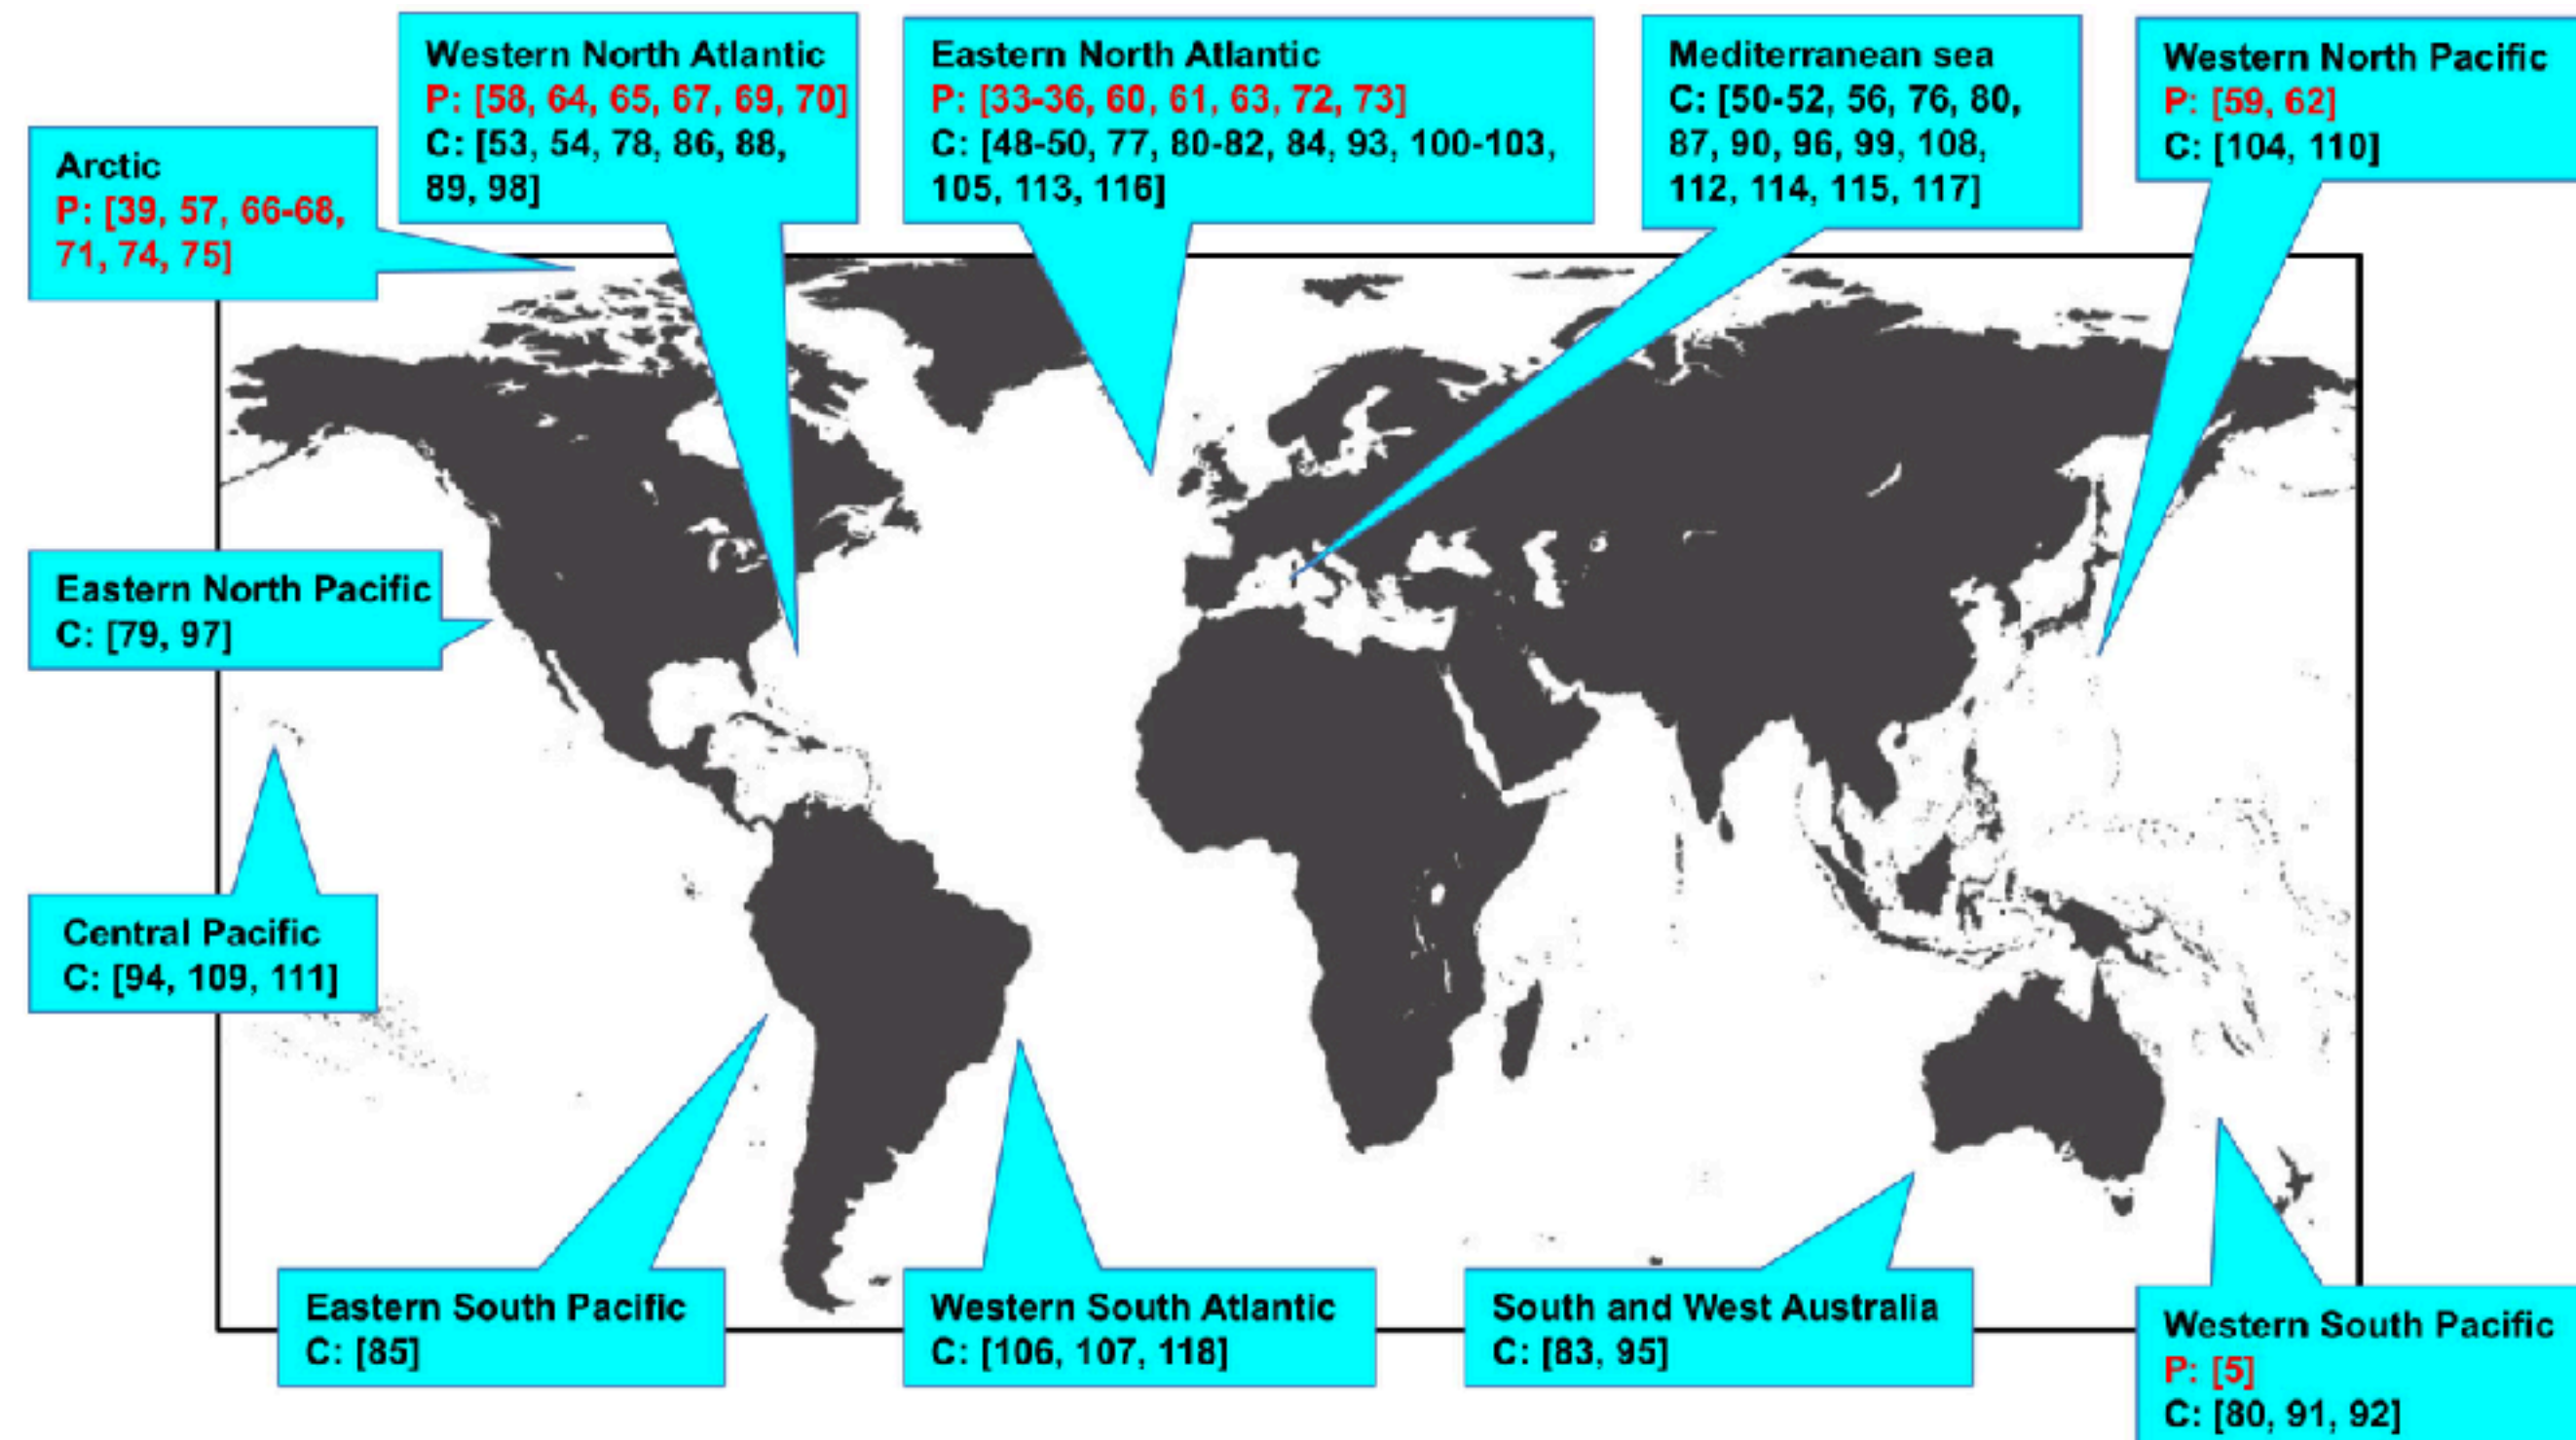 Western North Atlantic
P: [58, 64, 65, 67, 69, 70]
C: [53, 54, 78, 86, 88,
89, 98]
Eastern North Atlantic
P: [33-36, 60, 61, 63, 72, 73]
C: [48-50, 77, 80-82, 84, 93, 100-103,
105, 113, 116]
Mediterranean sea
C: [50-52, 56, 76, 80,
87, 90, 96, 99, 108,
112, 114, 115, 117]
Western North Pacific
P: [59, 62]
C: [104, 110]
Arctic
P: [39, 57, 66-68,
71, 74, 75]
Eastern North Pacific
C: [79, 97]
Central Pacific
C: [94, 109, 111]
Eastern South Pacific
C: [85]
Western South Atlantic
C: [106, 107, 118]
South and West Australia
C: [83, 95]
Western South Pacific
P: [5]
C: [80, 91, 92]